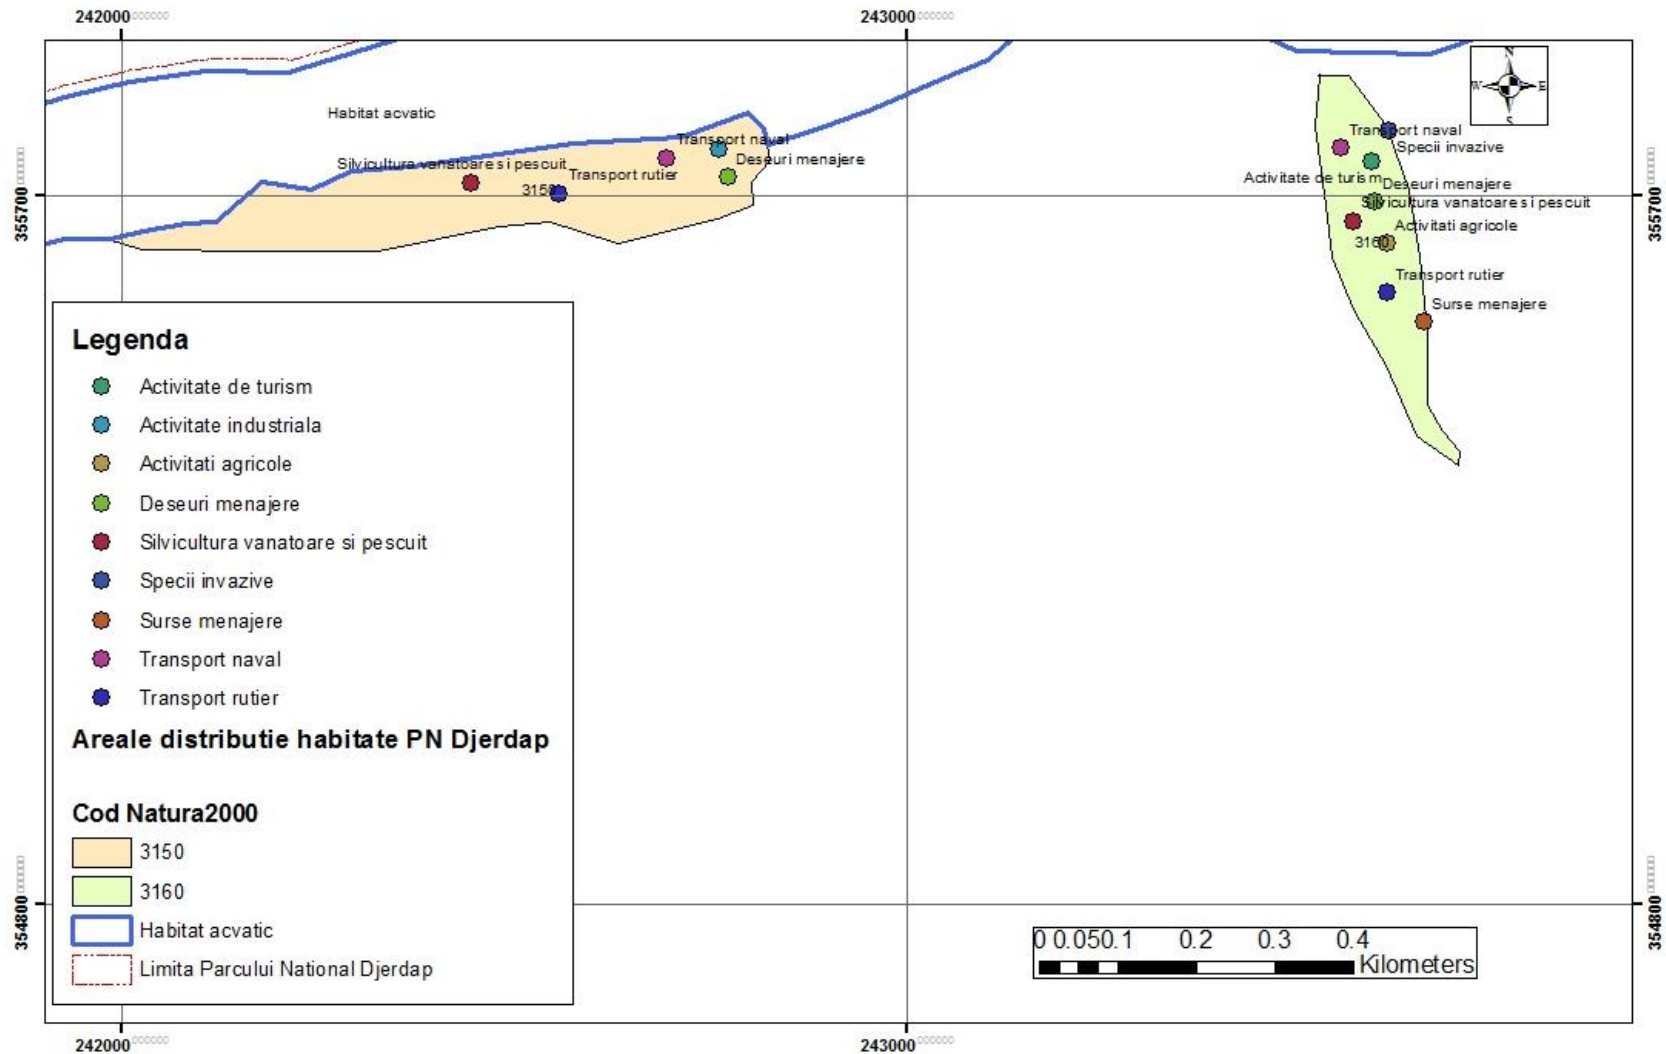 242000 243000
N
W E
S
Habitat acvatic
Transport naval
Deseuri menajere
Silvicultura vanatoare si pescuit
Transport rutier
3150
Transport naval
Specii invazive
Activitate de turism
Deseuri menajere
Silvicultura vanatoare si pescuit
Activitati agricole
3160
Transport rutier
Surse menajere
355700 355700
Legenda
Activitate de turism
Activitate industriala
Activitati agricole
Deseuri menajere
Silvicultura vanatoare si pescuit
Specii invazive
Surse menajere
Transport naval
Transport rutier
Areale distributie habitate PN Djerdap
Cod Natura2000
3150
3160
Habitat acvatic
Limita Parcului National Djerdap
354800 354800
0 0.050.1 0.2 0.3 0.4
Kilometers
242000 243000